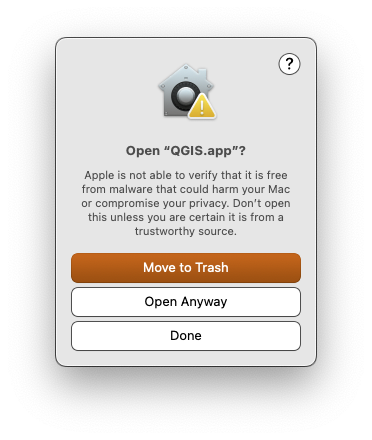 ?
Open “QGIS.app”?
Apple is not able to verify that it is free
from malware that could harm your Mac
or compromise your privacy. Don’t open
this unless you are certain it is from a
trustworthy source.
Move to Trash
Open Anyway
Done